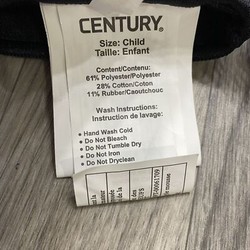 CENTURY®
Size: Child
Taille: Enfant
Content/Contenu:
61% Polyester/Polyster
28% Cotton/Coton
11% Rubber/Caoutchouc
Wash Instructions:
Instruction de lavage:
• Hand Wash Cold
• Do Not Bleach
• Do Not Tumble Dry
• Do Not Iron
• Do Not Dryclean